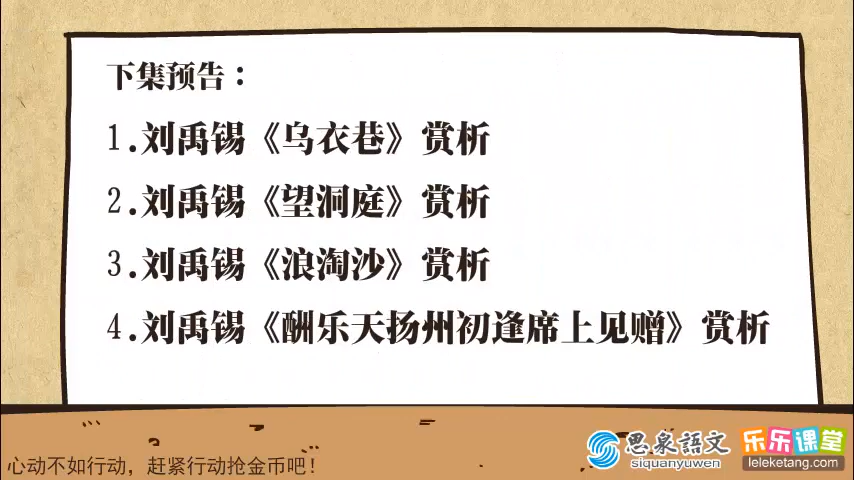 下集预告：
1.刘禹锡《乌衣巷》赏析
2.刘禹锡《望洞庭》赏析
3.刘禹锡《浪淘沙》赏析
4.刘禹锡《酬乐天扬州初逢席上见赠》赏析
心动不如行动，赶紧行动抢金币吧！
思泉語文
siquanyuwen
乐乐课堂
leleketang.com